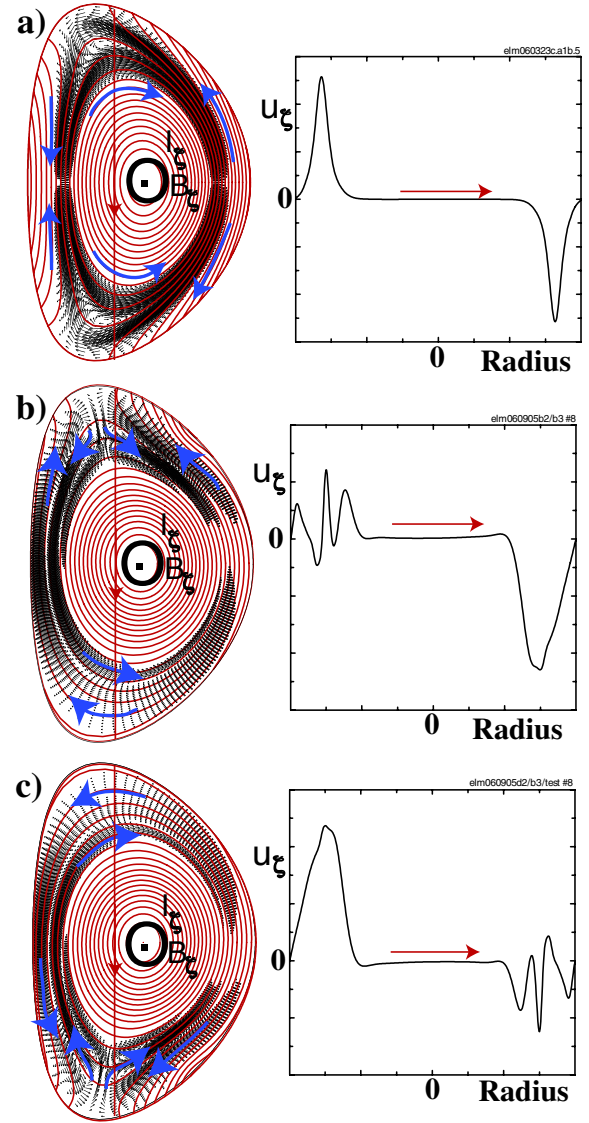 a)
elm060323c.a1b.5
uζ
Iζ
Bζ
0
0
Radius
b)
elm060905b2/b3 #8
uζ
Iζ
Bζ
0
0
Radius
c)
elm060905d2/b3/test #8
uζ
Iζ
Bζ
0
0
Radius